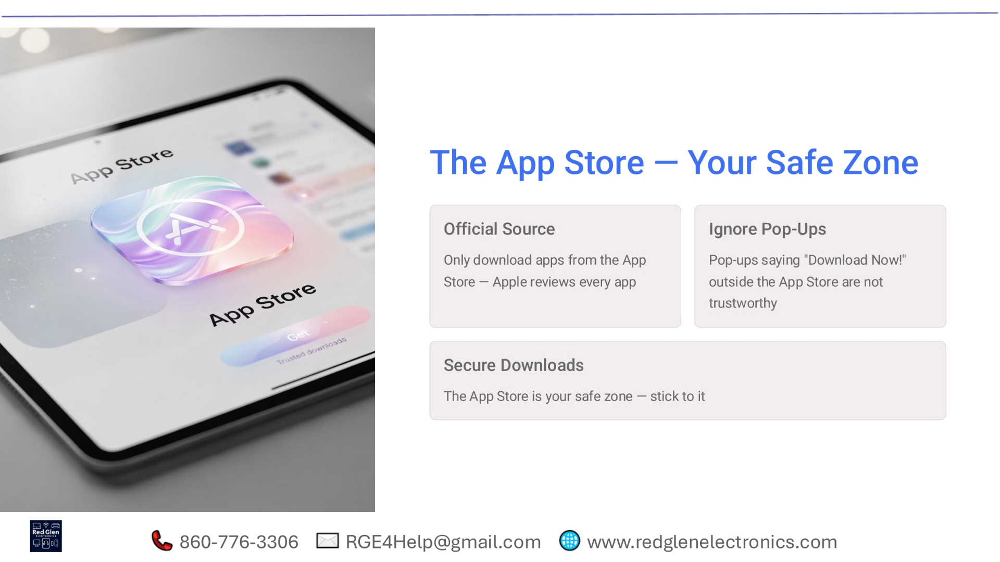 App Store
App Store
Get
Trusted downloads
The App Store — Your Safe Zone
Official Source
Only download apps from the App
Store — Apple reviews every app
Ignore Pop-Ups
Pop-ups saying "Download Now!"
outside the App Store are not
trustworthy
Secure Downloads
The App Store is your safe zone — stick to it
Red Glen
ELECTRONICS
860-776-3306
RGE4Help@gmail.com
www.redglenelectronics.com